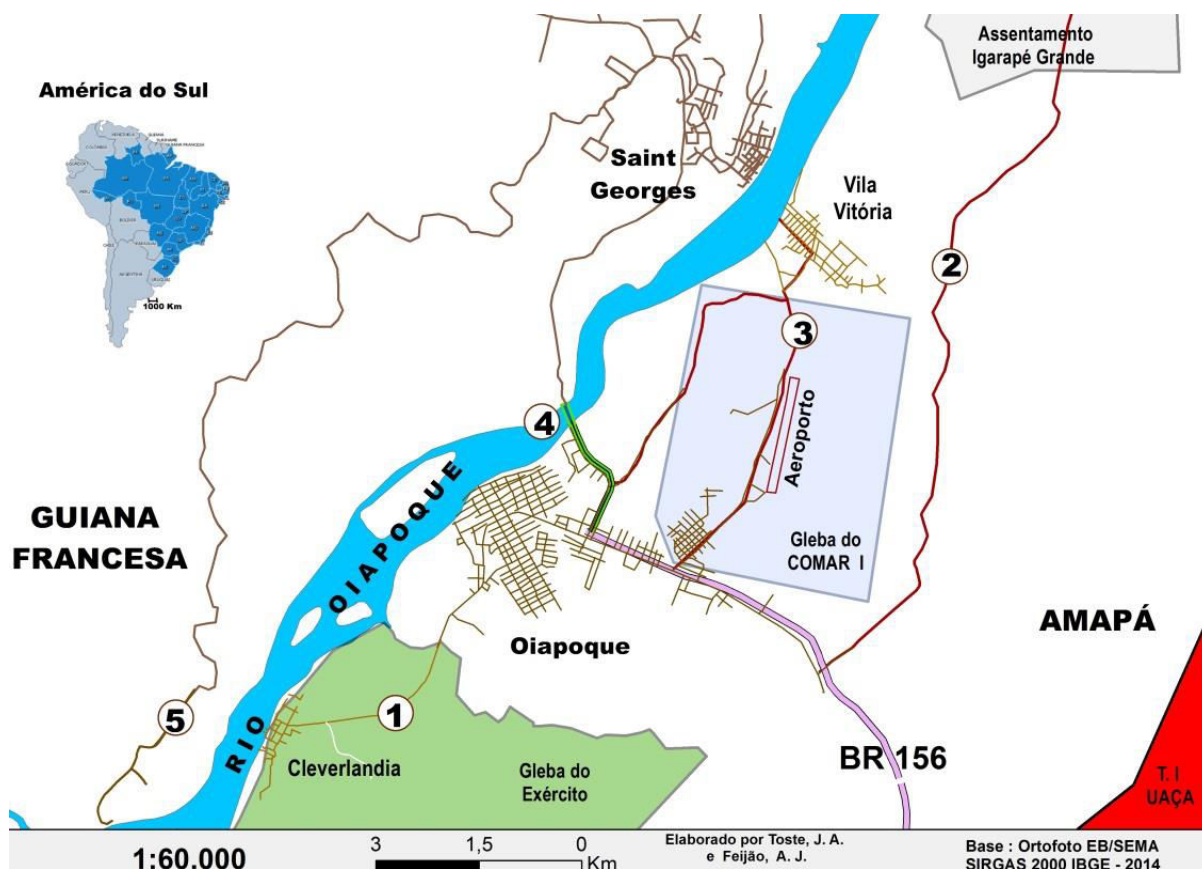 Assentamento
Igarapé Grande
América do Sul
1000 Km
Saint
Georges
Vila
Vitória
2
3
Aeroporto
4
GUIANA
FRANCESA
RIO OIAPOQUE
Gleba do
COMAR I
AMAPÁ
Oiapoque
5
1
Cleverlandia
Gleba do
Exército
BR 156
T. I
UAÇA
1:60.000
3 1,5 0
Km
Elaborado por Toste, J. A.
e Feijão, A. J.
Base : Ortofoto EB/SEMA
SIRGAS 2000 IBGE - 2014